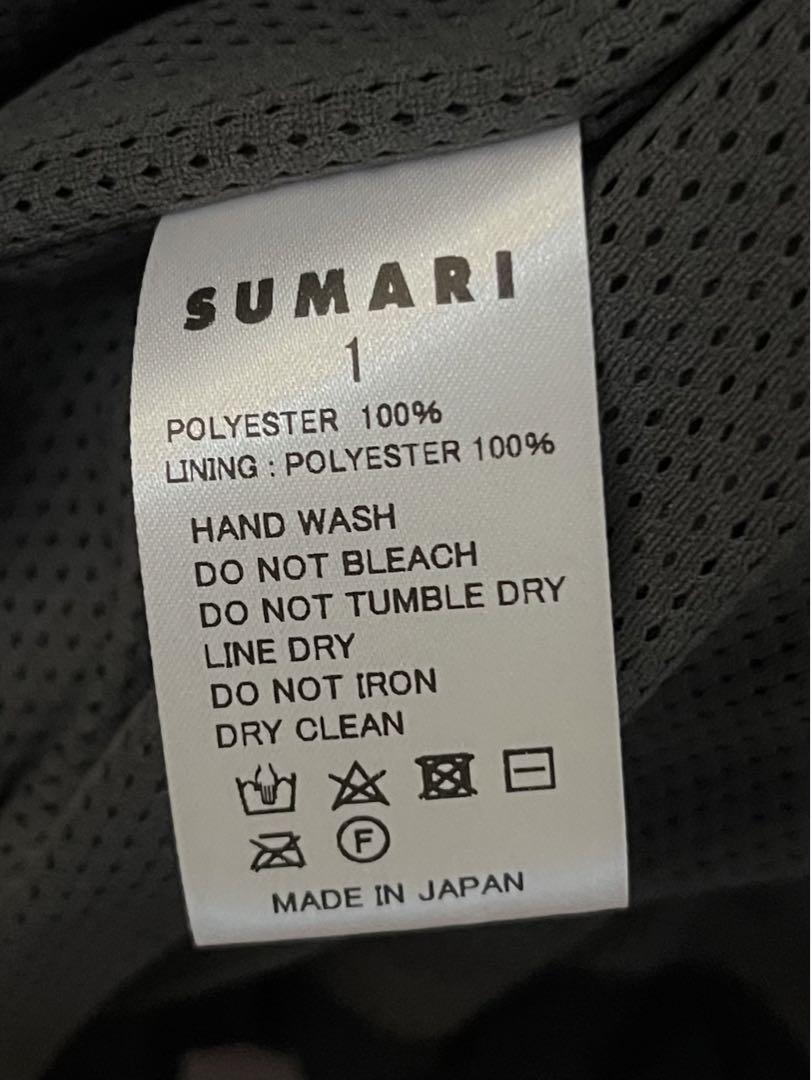 SUMARI
1
POLYESTER 100%
LINING : POLYESTER 100%
HAND WASH
DO NOT BLEACH
DO NOT TUMBLE DRY
LINE DRY
DO NOT IRON
DRY CLEAN
F
MADE IN JAPAN